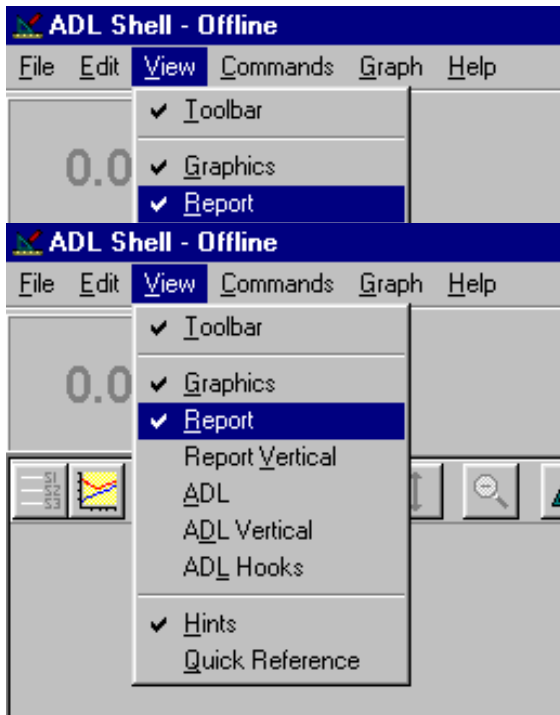 ADL Shell - Offline
File Edit View Commands Graph Help
Toolbar
0.0
Graphics
Report
ADL Shell - Offline
File Edit View Commands Graph Help
Toolbar
0.0
Graphics
Report
Report Vertical
ADL
ADL Vertical
ADL Hooks
Hints
Quick Reference